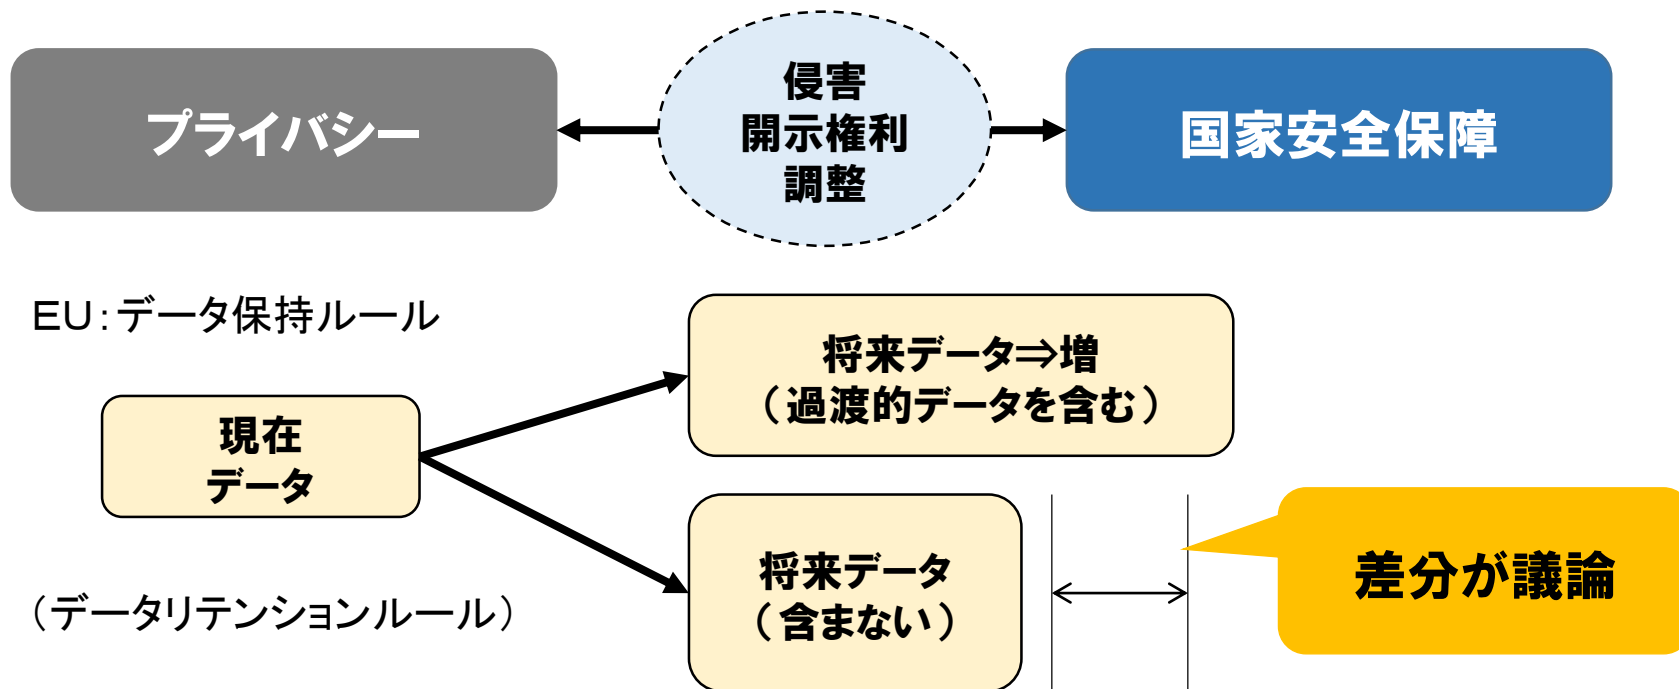 プライバシー
侵害
開示権利
調整
国家安全保障
EU:データ保持ルール
将来データ⇒増
(過渡的データを含む)
現在
データ
将来データ
(含まない)
差分が議論
(データリテンションルール)